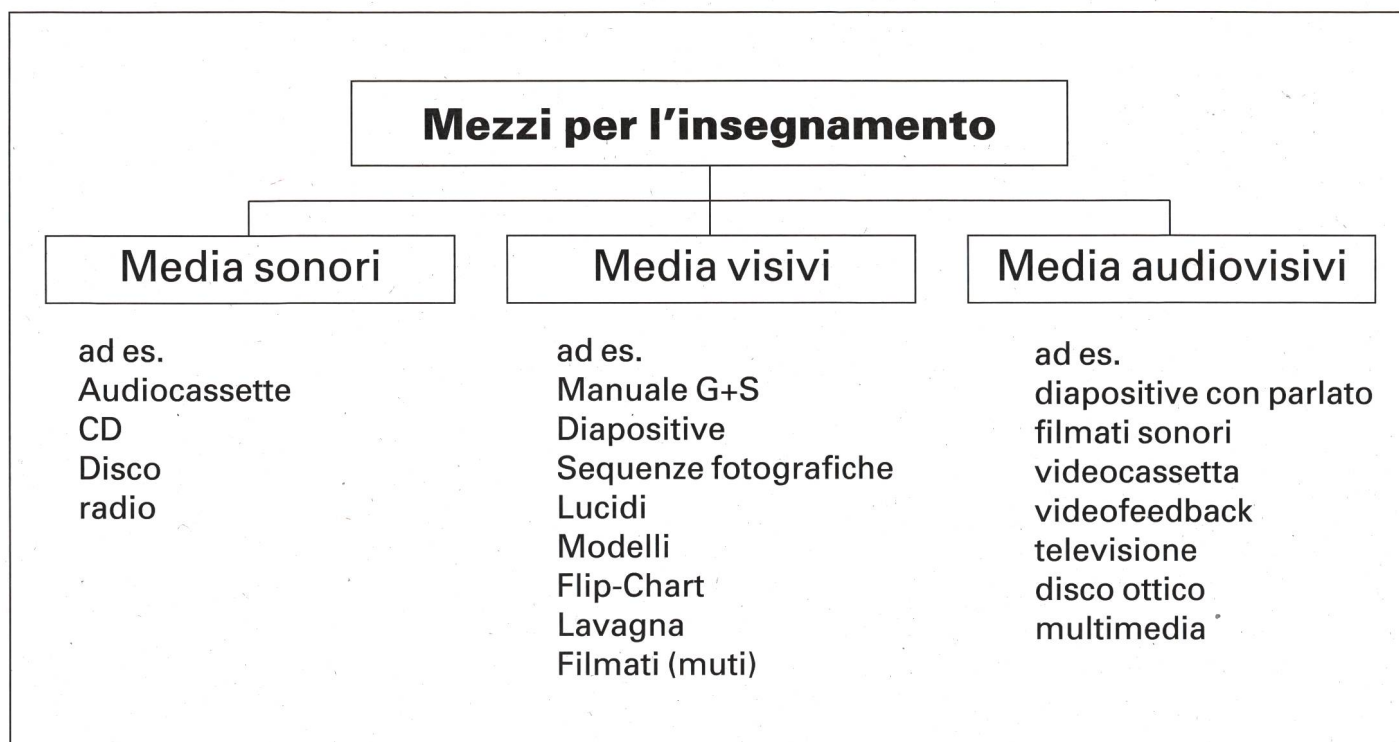 Mezzi per l'insegnamento
Media sonori
ad es.
Audiocassette
CD
Disco
radio
Media visivi
ad es.
Manuale G+S
Diapositive
Sequenze fotografiche
Lucidi
Modelli
Flip-Chart
Lavagna
Filmati (muti)
Media audiovisivi
ad es.
diapositive con parlato
filmati sonori
videocassetta
videofeedback
televisione
disco ottico
multimedia